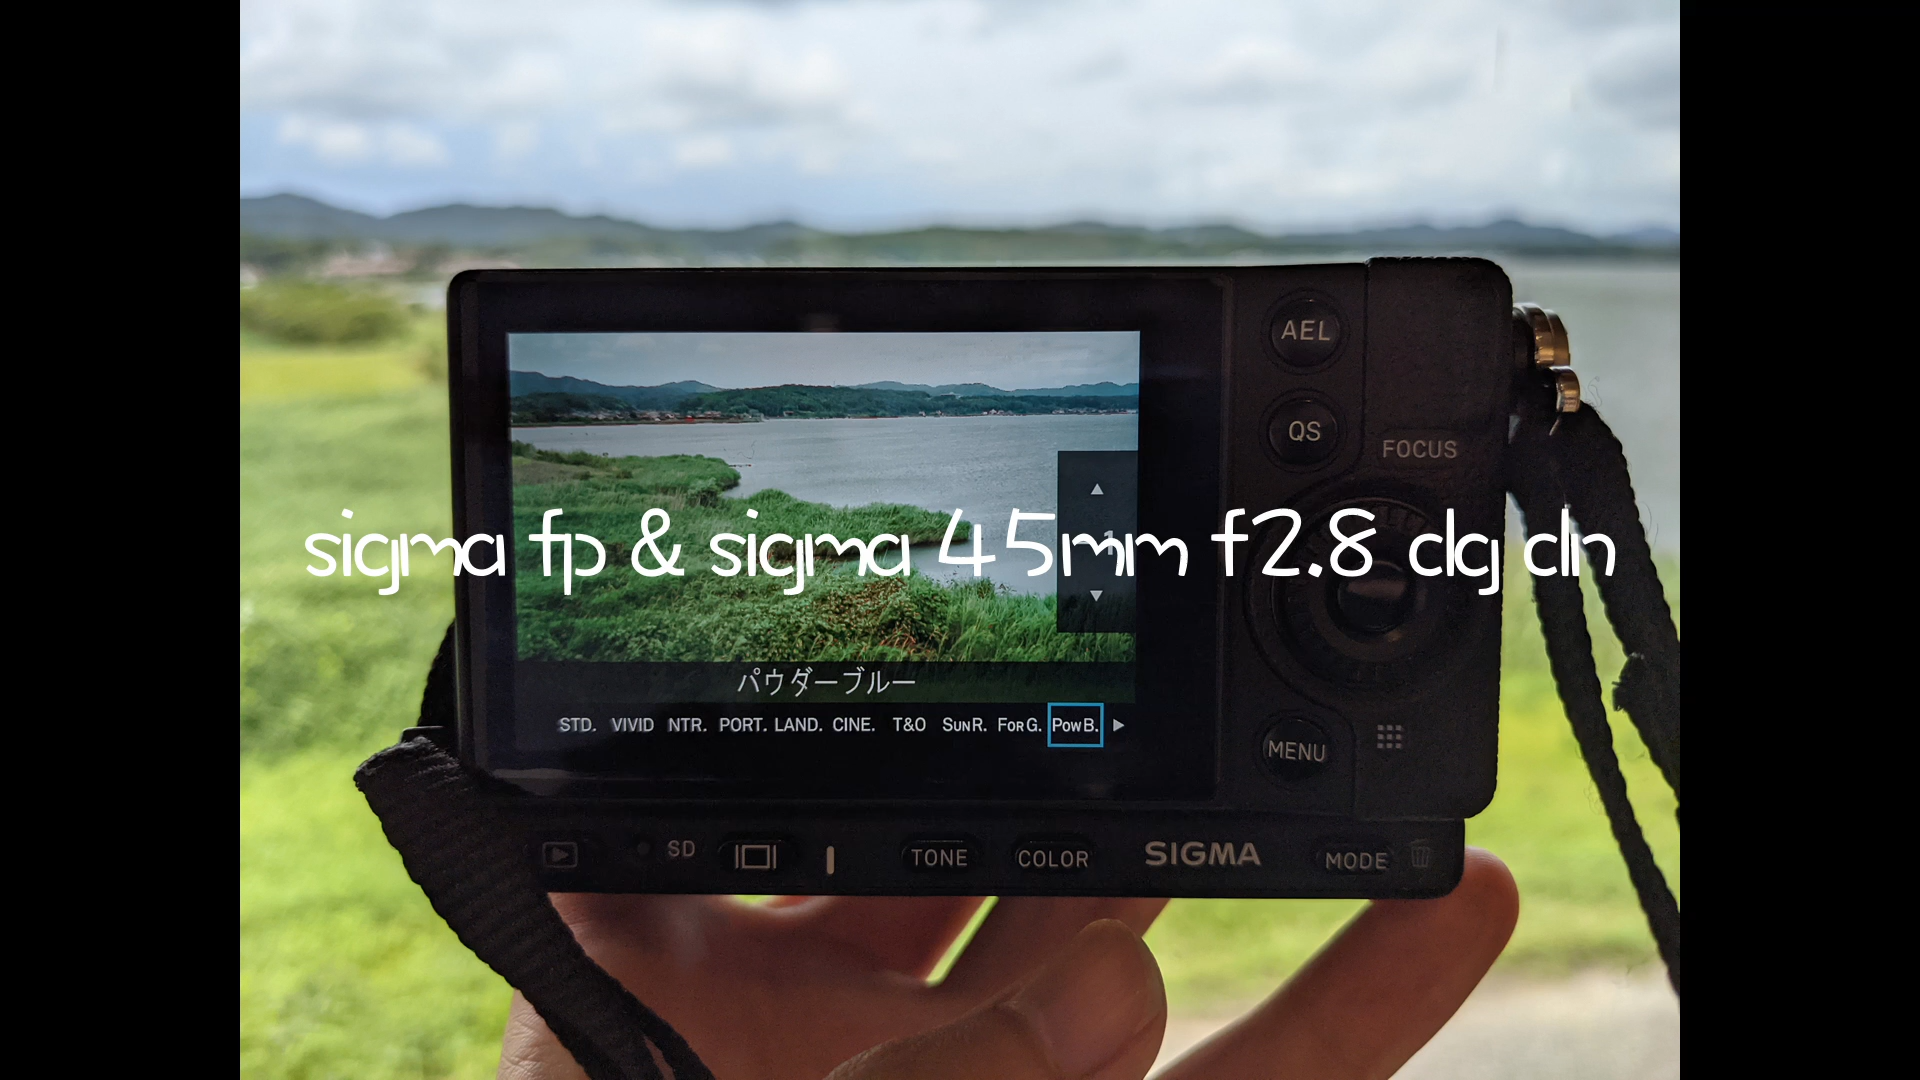 AEL
QS
FOCUS
sigma fp & sigma 45mm f2.8 dg dn
パウダーブルー
STD. VIVID NTR. PORT. LAND. CINE. T&O SUNR. FORG. POWB.
MENU
SD TONE COLOR SIGMA MODE